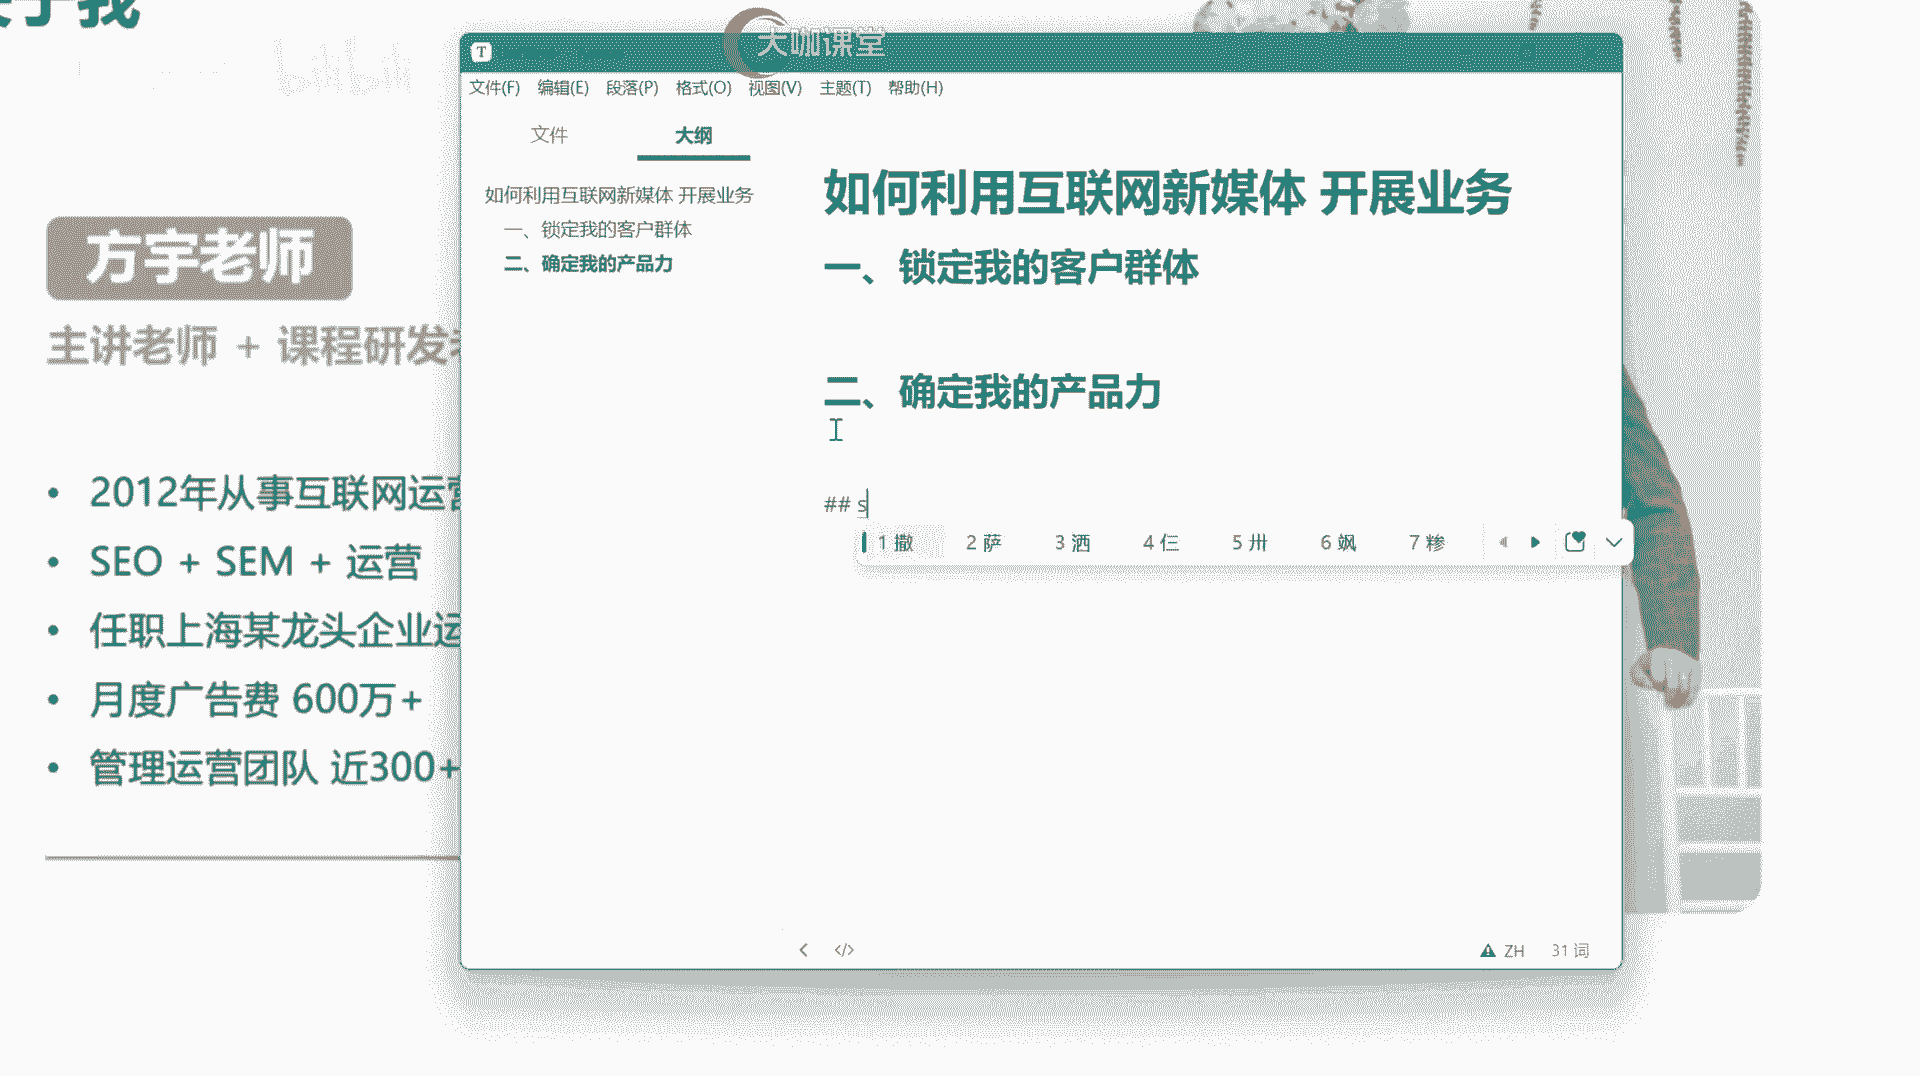 大咖课堂
bilibili
T
文件(F) 编辑(E) 段落(P) 格式(O) 视图(V) 主题(T) 帮助(H)
文件 大纲
如何利用互联网新媒体 开展业务
一、锁定我的客户群体
二、确定我的产品力
如何利用互联网新媒体 开展业务
一、锁定我的客户群体
二、确定我的产品力
## s
1 撒 2 萨 3 洒 4 仨 5 卅 6 飒 7 糁
</> ZH 31 词
方宇老师
主讲老师 + 课程研发
• 2012年从事互联网运营
• SEO + SEM + 运营
• 任职上海某龙头企业运
• 月度广告费 600万+
• 管理运营团队 近300+